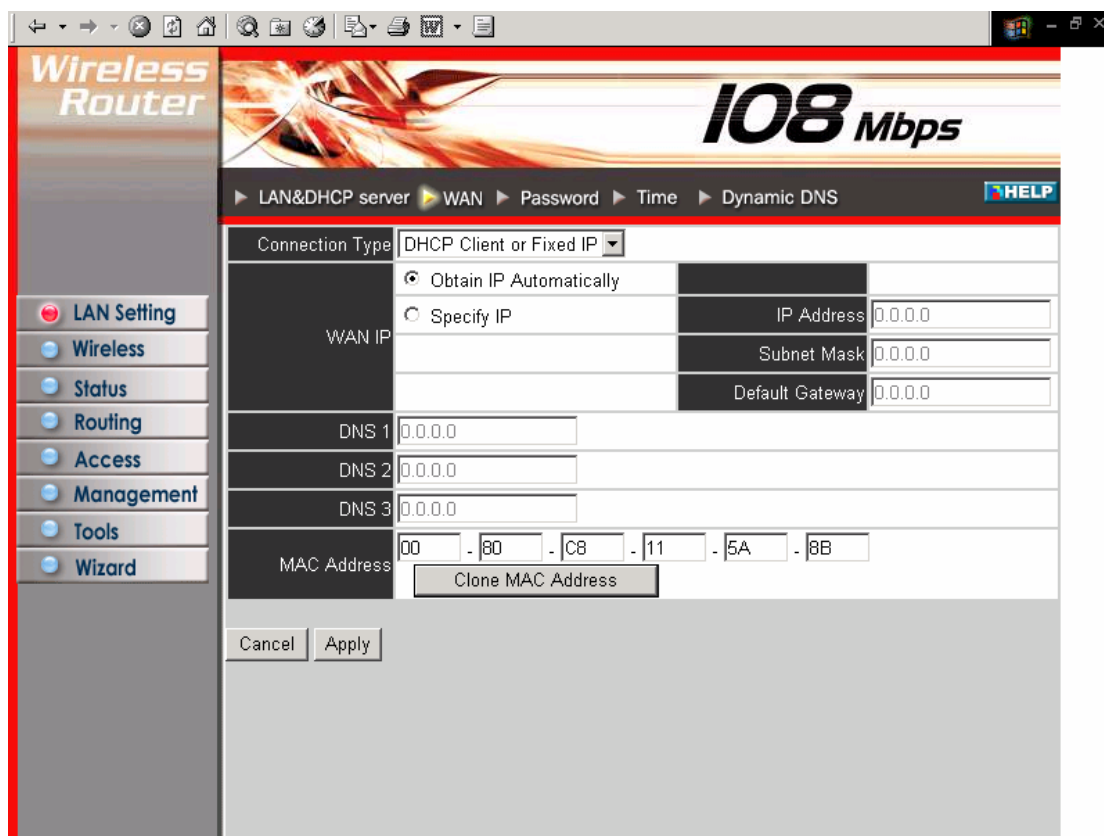 Wireless
Router
108 Mbps
LAN&DHCP server WAN Password Time Dynamic DNS
HELP
LAN Setting
Wireless
Status
Routing
Access
Management
Tools
Wizard
Connection Type DHCP Client or Fixed IP
WAN IP
Obtain IP Automatically
Specify IP
IP Address 0.0.0.0
Subnet Mask 0.0.0.0
Default Gateway 0.0.0.0
DNS 1 0.0.0.0
DNS 2 0.0.0.0
DNS 3 0.0.0.0
MAC Address 00 - 80 - C8 - 11 - 5A - 8B
Clone MAC Address
Cancel Apply